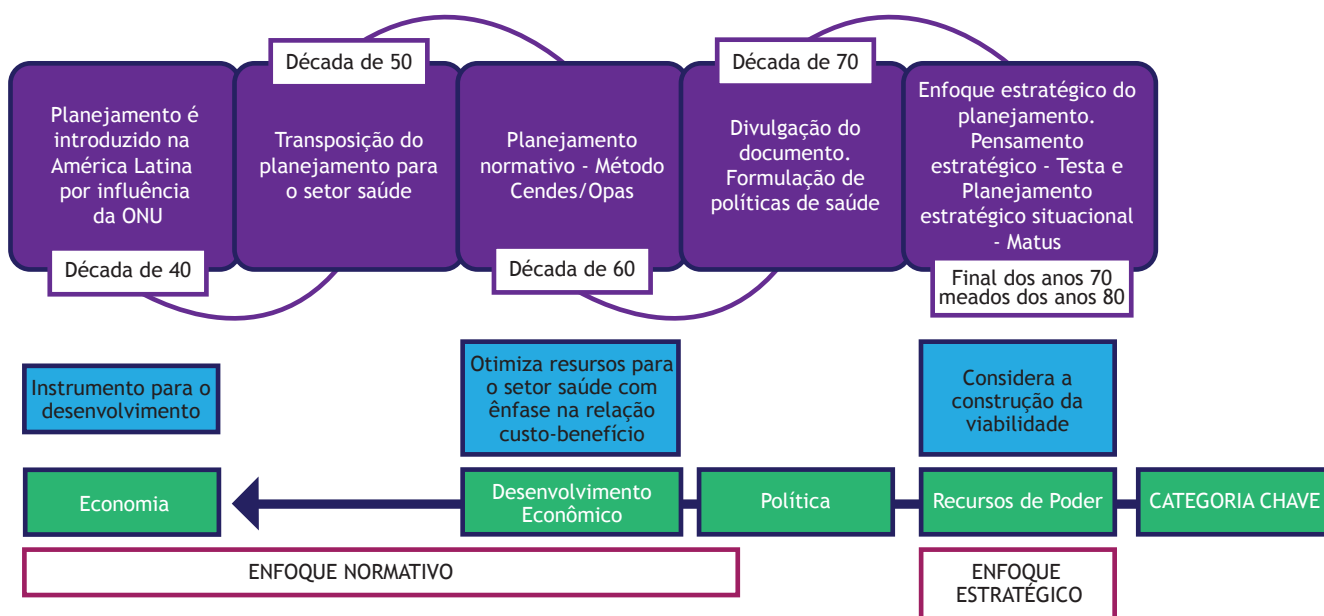 Década de 50
Década de 70
Planejamento é
introduzido na
América Latina
por influência
da ONU
Década de 40
Transposição do
planejamento para
o setor saúde
Planejamento
normativo - Método
Cendes/Opas
Década de 60
Divulgação do
documento.
Formulação de
políticas de saúde
Enfoque estratégico do
planejamento.
Pensamento
estratégico - Testa e
Planejamento
estratégico situacional
- Matus
Final dos anos 70
meados dos anos 80
Instrumento para o
desenvolvimento
Otimiza resursos para
o setor saúde com
ênfase na relação
custo-benefício
Considera a
construção da
viabilidade
Economia
Desenvolvimento
Econômico
Política
Recursos de Poder
CATEGORIA CHAVE
ENFOQUE NORMATIVO
ENFOQUE
ESTRATÉGICO